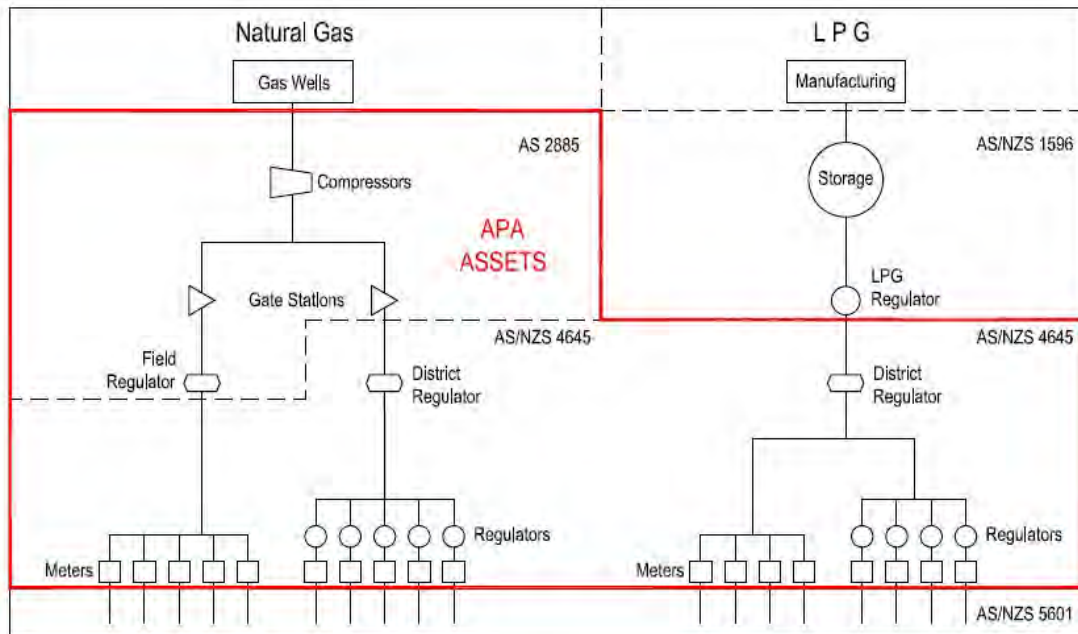 Natural Gas
L P G
Gas Wells
Manufacturing
AS 2885
AS/NZS 1596
Compressors
Storage
APA
ASSETS
LPG
Regulator
Gate Stations
AS/NZS 4645
AS/NZS 4645
Field
Regulator
District
Regulator
District
Regulator
Regulators
Regulators
Meters
Meters
AS/NZS 5601